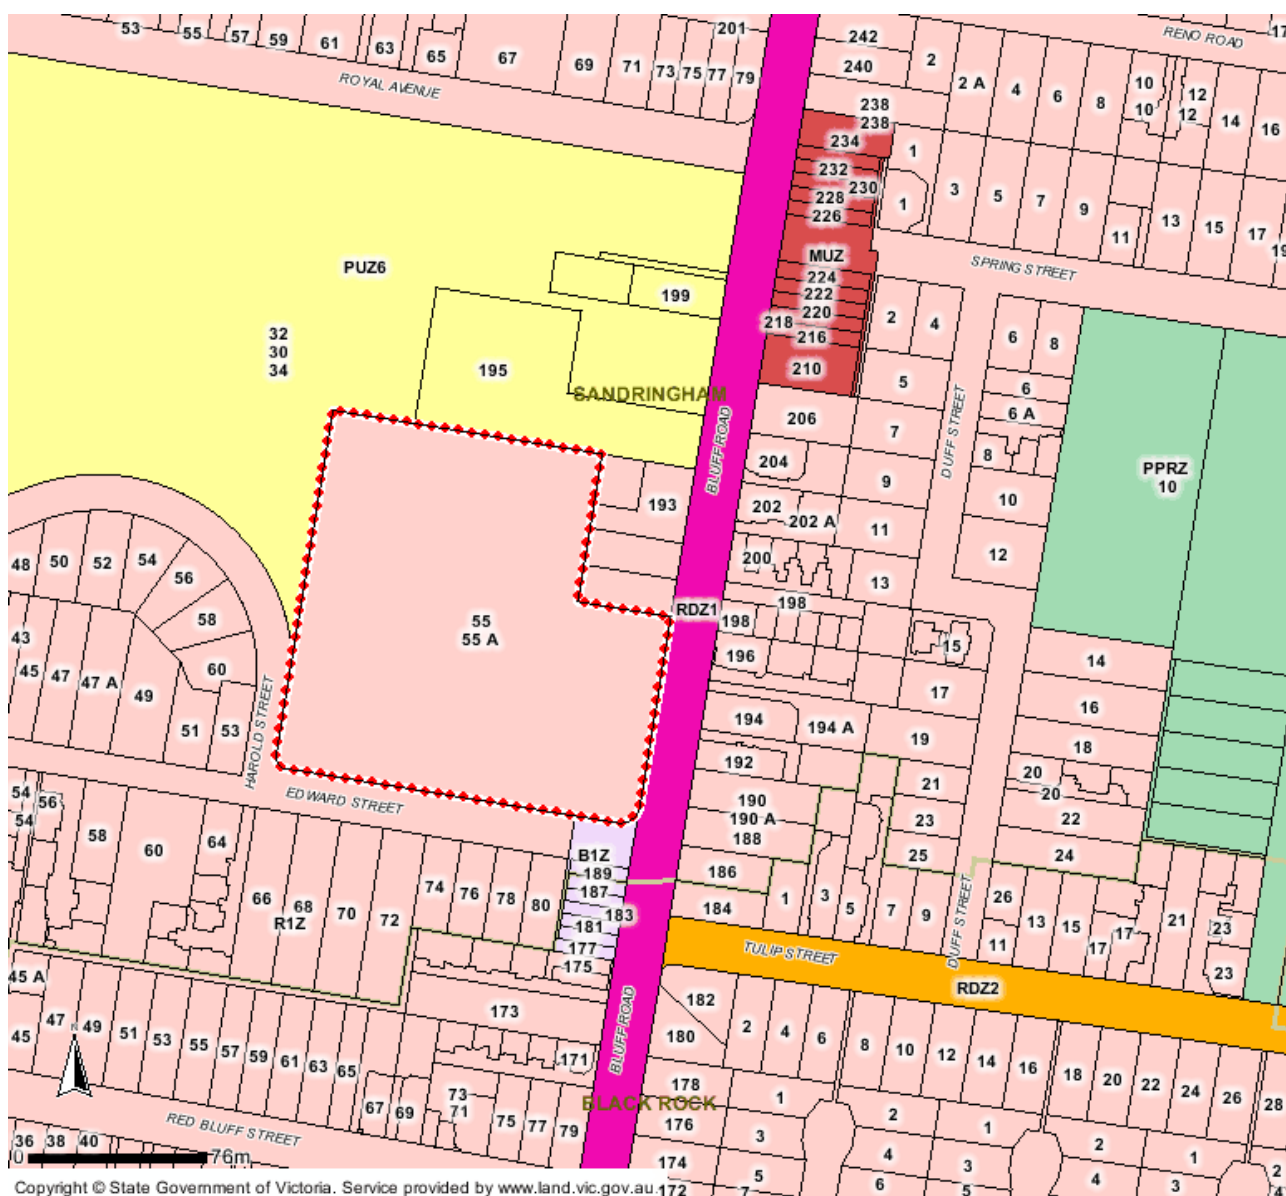 53 55 57 59 61 63 65 67 69 71 73 75 77 79 201
ROYAL AVENUE
242 2 2 A 4 6 8 10 12 14 16
RENO ROAD
240
10 12
238
238
234
232
230
228
226
MUZ
224
222
220
218
216
210
1
1
3 5 7 9 11 13 15 17 19
SPRING STREET
PUZ6
32
30
34
199
195
SANDRINGHAM
2 4
5
6 8
6
6 A
8
10
12
PPRZ
10
206
204
202
202 A
200
198
198
196
7
9
11
13
DUFF STREET
15
17
BLUFF ROAD
193
RDZ1
55
55 A
48 50 52 54 56 58 60
43
45 47 47 A 49 51 53
HAROLD STREET
EDWARD STREET
194
194 A
192
190
190 A
188
186
184
19
21
23
25
14
16
18
20
20
22
24
54
54
56
58 60 64
66 68 70 72
R1Z
74 76 78 80
B1Z
189
187
183
181
177
175
173
171
1 3 5 7 9
DUFF STREET
26
11
13 15 17 17 21 23
23
TULIP STREET
RDZ2
BLUFF ROAD
182
180
2 4 6 8 10 12 14 16 18 20 22 24 26 28
45 A
45
47 49 51 53 55 57 59 61 63 65
67 69
73
71
75 77 79
N
RED BLUFF STREET
BLACK ROCK
178
176
174
172
1
3
5
7
2
4
6
1
3
5
2
4
1
3
2
36 38 40
0 76m
Copyright © State Government of Victoria. Service provided by www.land.vic.gov.au.